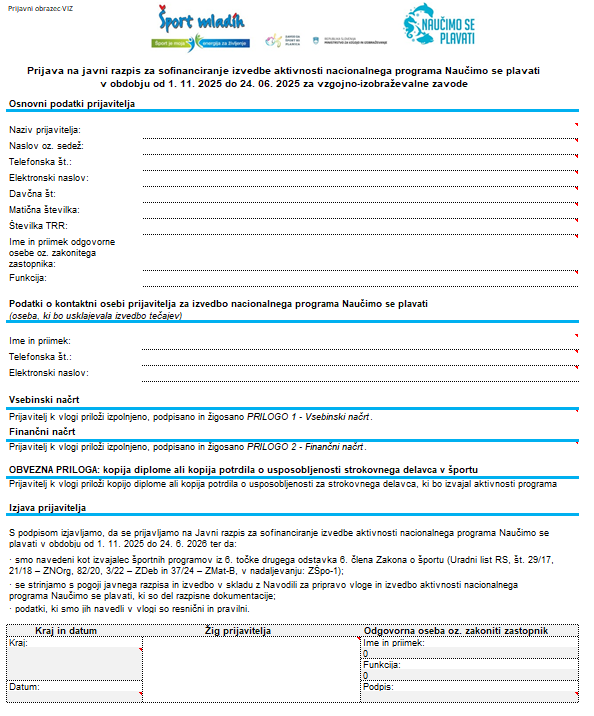 Prijavni obrazec-VIZ
Šport mladih
Šport je moja energija za življenje
REPUBLIKA SLOVENIJA
MINISTRSTVO ZA VZGOJO IN IZOBRAŽEVANJE
NAUČIMO SE
PLAVATI
Prijava na javni razpis za sofinanciranje izvedbe aktivnosti nacionalnega programa Naučimo se plavati
v obdobju od 1. 11. 2025 do 24. 06. 2025 za vzgojno-izobraževalne zavode
Osnovni podatki prijavitelja
Naziv prijavitelja:
Naslov oz. sedež:
Telefonska št.:
Elektronski naslov:
Davčna št:
Matična številka:
Številka TRR:
Ime in priimek odgovorne
osebe oz. zakonitega
zastopnika:
Funkcija:
Podatki o kontaktni osebi prijavitelja za izvedbo nacionalnega programa Naučimo se plavati
(oseba, ki bo usklajevala izvedbo tečajev)
Ime in priimek:
Telefonska št.:
Elektronski naslov:
Vsebinski načrt
Prijavitelj k vlogi priloži izpolnjeno, podpisano in žigosano PRILOGO 1 - Vsebinski načrt.
Finančni načrt
Prijavitelj k vlogi priloži izpolnjeno, podpisano in žigosano PRILOGO 2 - Finančni načrt.
OBVEZNA PRILOGA: kopija diplome ali kopija potrdila o usposobljenosti strokovnega delavca v športu
Prijavitelj k vlogi priloži kopijo diplome ali kopijo potrdila o usposobljenosti za strokovnega delavca, ki bo izvajal aktivnosti programa
Izjava prijavitelja
S podpisom izjavljamo, da se prijavljamo na Javni razpis za sofinanciranje izvedbe aktivnosti nacionalnega programa Naučimo se
plavati v obdobju od 1. 11. 2025 do 24. 6. 2026 ter da:
· smo navedeni kot izvajalec športnih programov iz 6. točke drugega odstavka 6. člena Zakona o športu (Uradni list RS, št. 29/17,
21/18 – ZNOrg, 82/20, 3/22 – ZDeb in 37/24 – ZMat-B, v nadaljevanju: ZŠpo-1);
· se strinjamo s pogoji javnega razpisa in izvedbo v skladu z Navodili za pripravo vloge in izvedbo aktivnosti nacionalnega
programa Naučimo se plavati, ki so del razpisne dokumentacije;
· podatki, ki smo jih navedli v vlogi so resnični in pravilni.
Kraj in datum Žig prijavitelja Odgovorna oseba oz. zakoniti zastopnik
Kraj: Ime in priimek:
0
Funkcija:
0
Datum: Podpis: